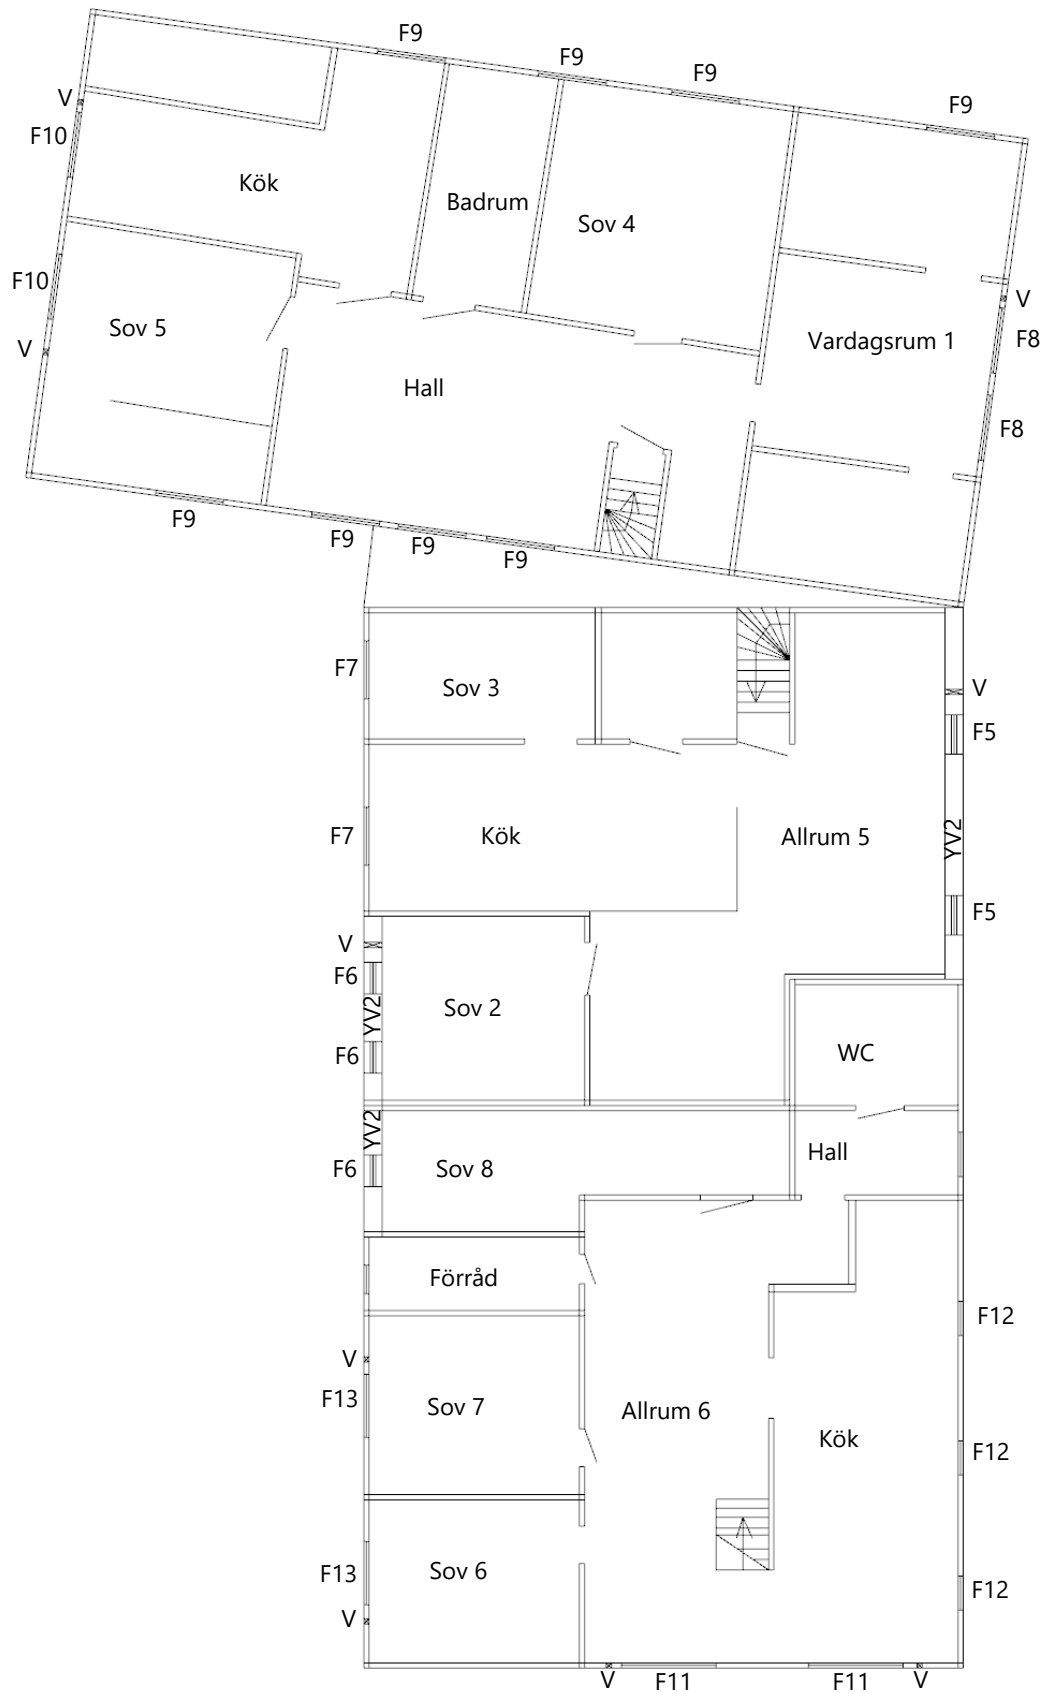 F9
F9
F9
F9
V
F10
Kök
Badrum
Sov 4
F10
V
Sov 5
V
F8
Vardagsrum 1
Hall
F8
F9
F9
F9
F9
F7
Sov 3
V
F5
F7
Kök
Allrum 5
YV2
F5
V
F6
YV2
Sov 2
F6
WC
YV2
F6
Sov 8
Hall
Förråd
F12
V
F13
Sov 7
Allrum 6
Kök
F12
F13
Sov 6
F12
V
V
F11
F11
V